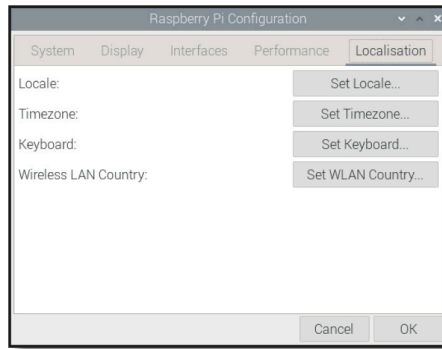 Raspberry Pi Configuration
System Display Interfaces Performance Localisation
Locale: Set Locale...
Timezone: Set Timezone...
Keyboard: Set Keyboard...
Wireless LAN Country: Set WLAN Country...
Cancel OK